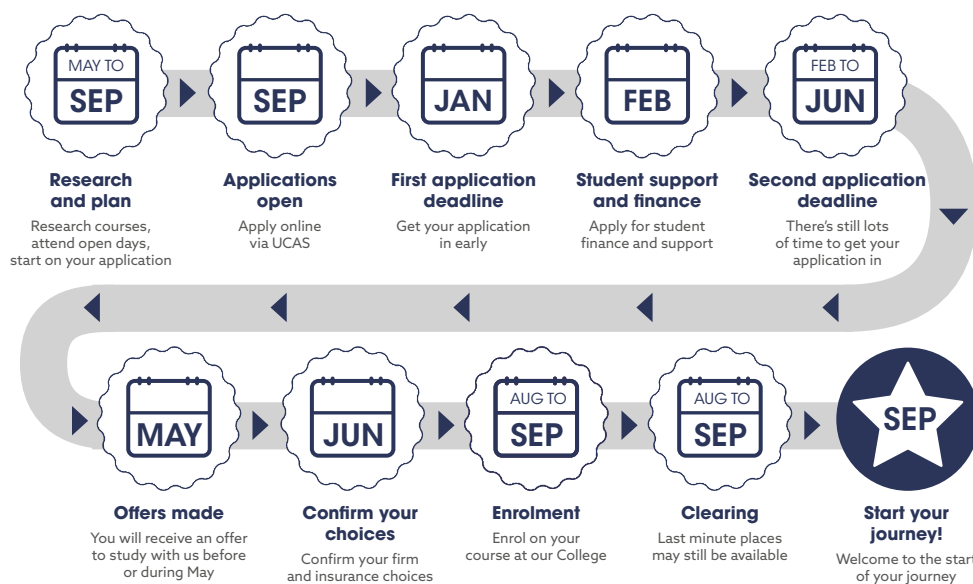 MAY TO
SEP
Research
and plan
Research courses,
attend open days,
start on your application
SEP
Applications
open
Apply online
via UCAS
JAN
First application
deadline
Get your application
in early
FEB
Student support
and finance
Apply for student
finance and support
FEB TO
JUN
Second application
deadline
There's still lots
of time to get your
application in
MAY
Offers made
You will receive an offer
to study with us before
or during May
JUN
Confirm your
choices
Confirm your firm
and insurance choices
AUG TO
SEP
Enrolment
Enrol on your
course at our College
AUG TO
SEP
Clearing
Last minute places
may still be available
SEP
Start your
journey!
Welcome to the start
of your journey